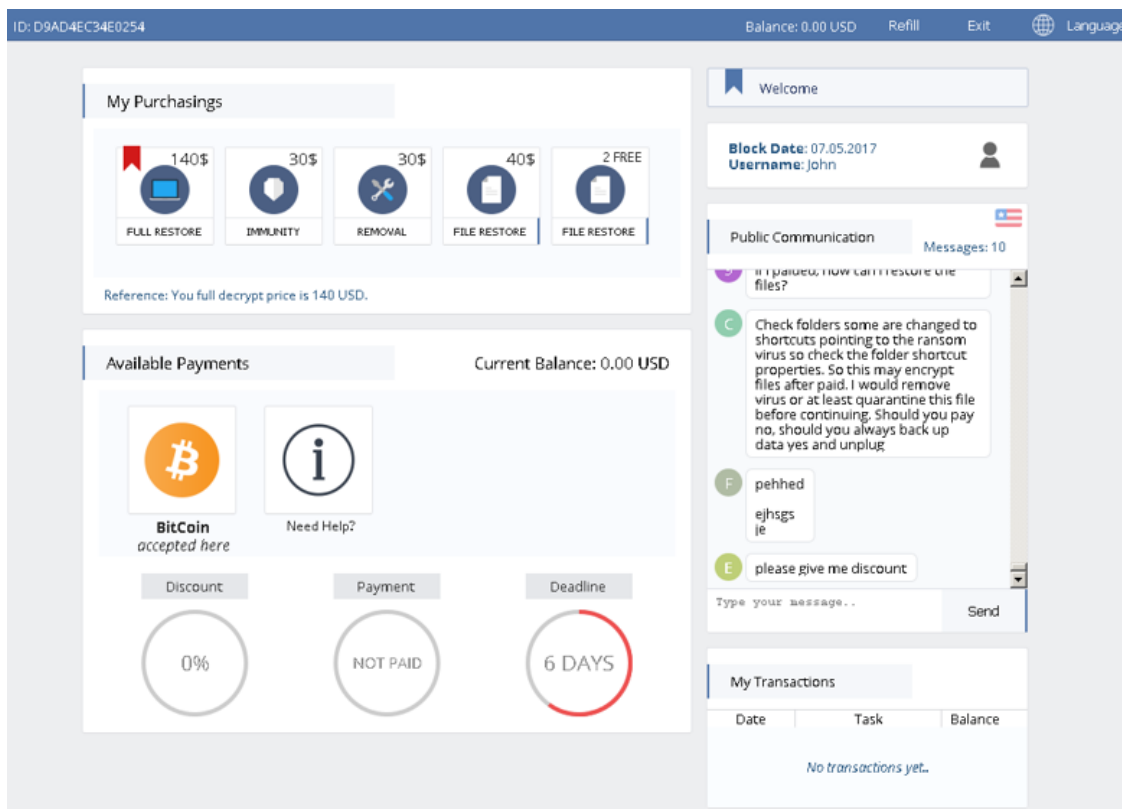 ID: D9AD4EC34E0254
Balance: 0.00 USD
Refill
Exit
Language
My Purchasings
140$
FULL RESTORE
30$
IMMUNITY
30$
REMOVAL
40$
FILE RESTORE
2 FREE
FILE RESTORE
Reference: You full decrypt price is 140 USD.
Available Payments
Current Balance: 0.00 USD
BitCoin
accepted here
Need Help?
Discount
0%
Payment
NOT PAID
Deadline
6 DAYS
Welcome
Block Date: 07.05.2017
Username: John
Public Communication
Messages: 10
if i paided, how can i restore the
files?
C
Check folders some are changed to
shortcuts pointing to the ransom
virus so check the folder shortcut
properties. So this may encrypt
files after paid. I would remove
virus or at least quarantine this file
before continuing. Should you pay
no, should you always back up
data yes and unplug
F
pehhed
ejhsgs
je
E
please give me discount
Type your message..
Send
My Transactions
Date
Task
Balance
No transactions yet..